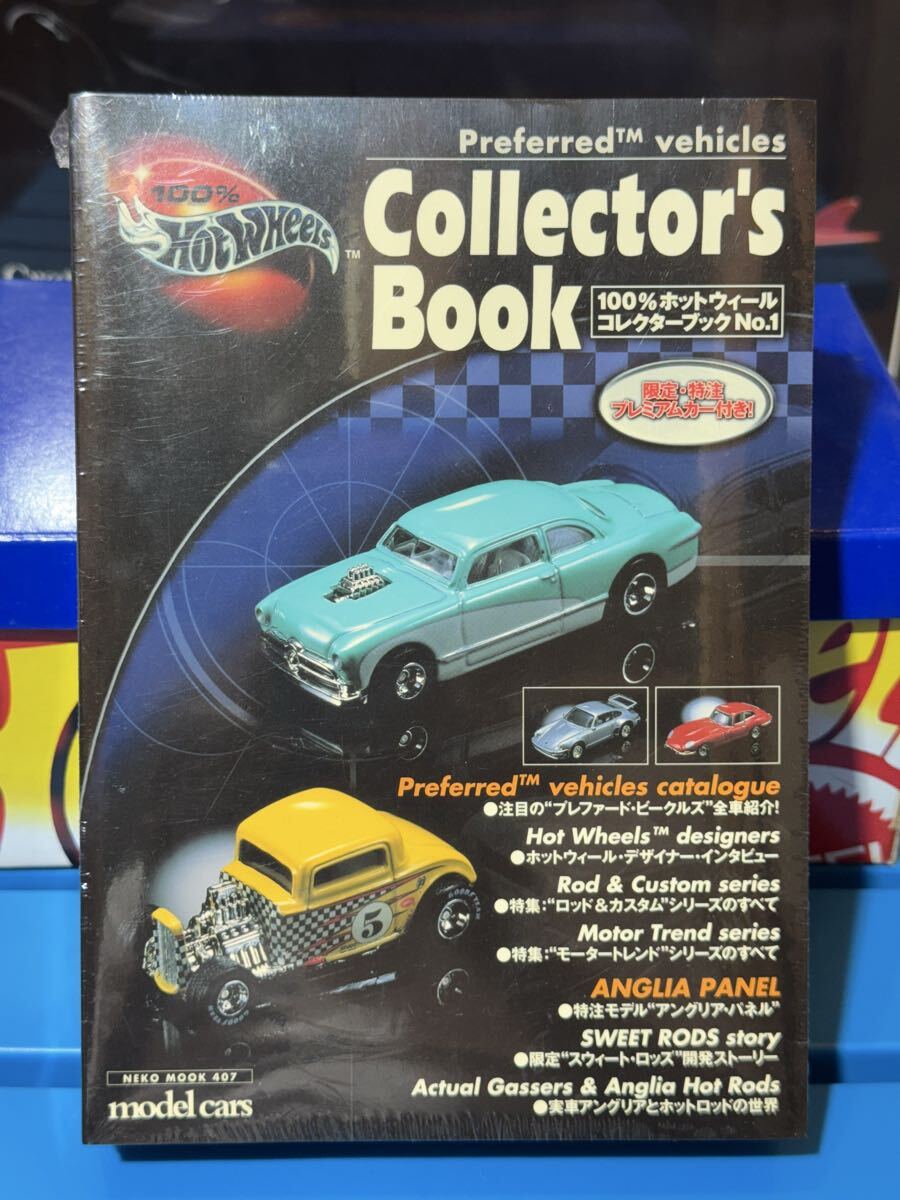 Preferred™ vehicles
100%
Hot Wheels™
Collector's
Book
100%ホットウィール
コレクターブック No.1
限定・特注
プレミアムカー付き!
Preferred™ vehicles catalogue
●注目の“プレファード・ビークルズ”全車紹介!
Hot Wheels™ designers
●ホットウィール・デザイナー・インタビュー
Rod & Custom series
●特集:“ロッド&カスタム”シリーズのすべて
Motor Trend series
●特集:“モータートレンド”シリーズのすべて
ANGLIA PANEL
●特注モデル“アングリア・パネル”
SWEET RODS story
●限定“スウィート・ロッズ”開発ストーリー
Actual Gassers & Anglia Hot Rods
●実車アングリアとホットロッドの世界
5
GOODYEAR
NEKO MOOK 407
model cars